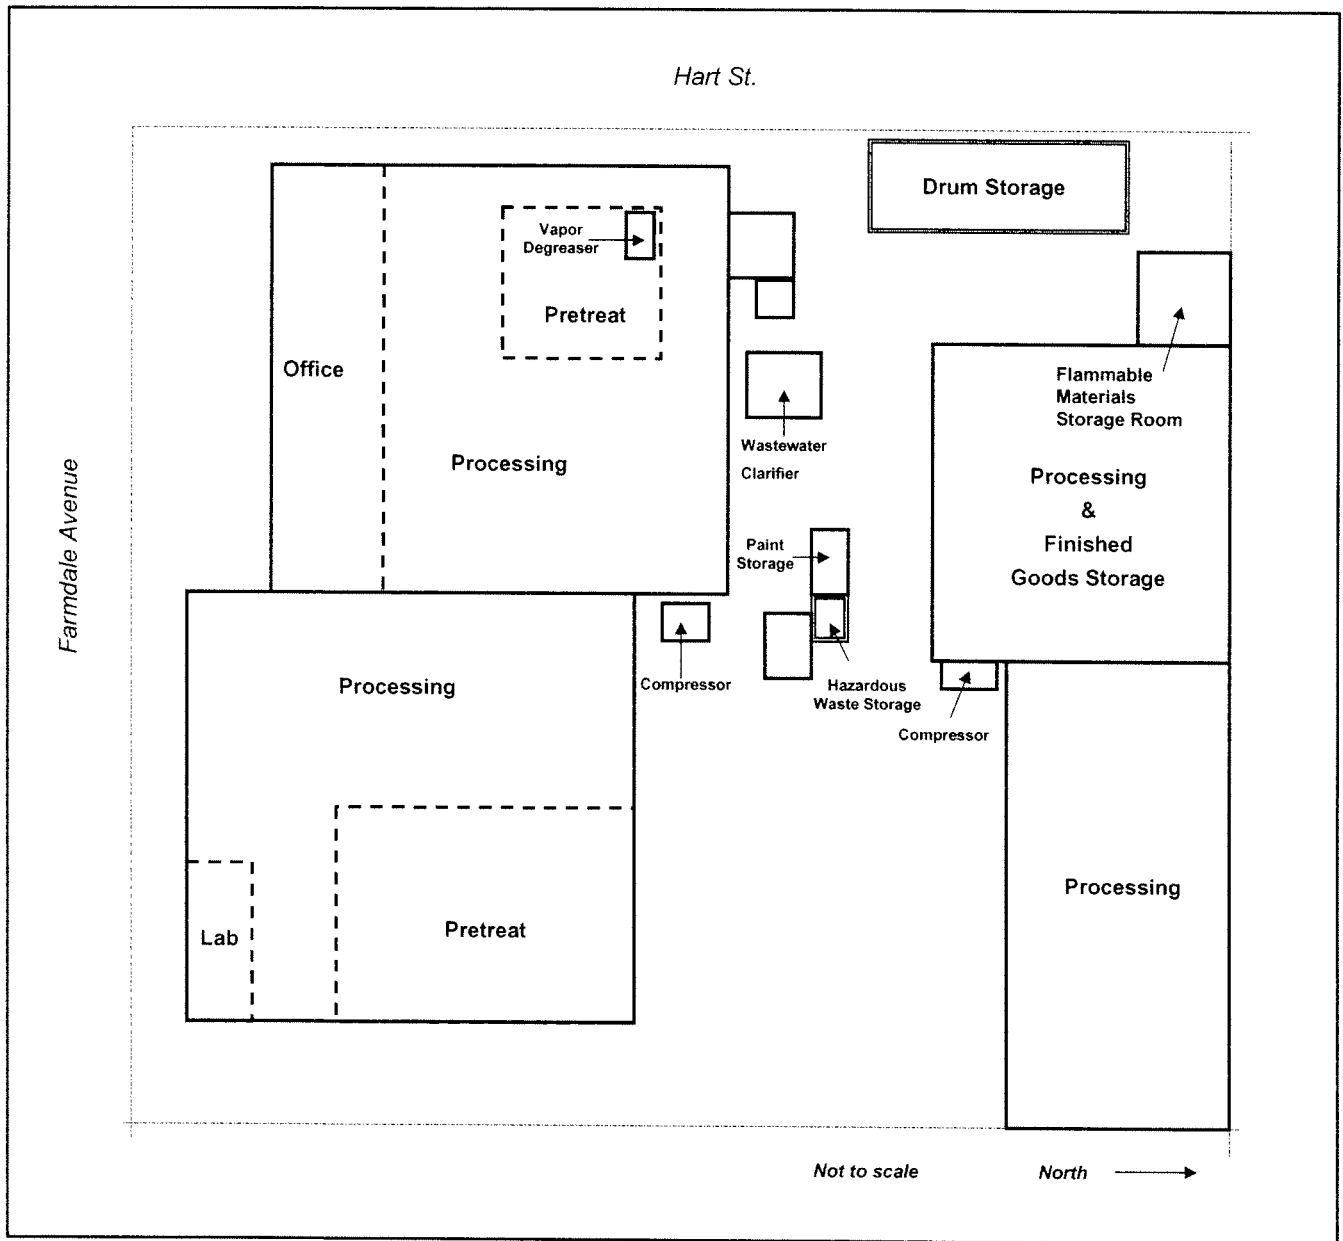 Hart St.
Drum Storage
Vapor
Degreaser
Pretreat
Office
Flammable
Materials
Storage Room
Wastewater
Clarifier
Processing
Processing
&
Finished
Goods Storage
Farmdale Avenue
Paint
Storage
Processing
Compressor
Hazardous
Waste Storage
Compressor
Processing
Lab
Pretreat
Not to scale
North